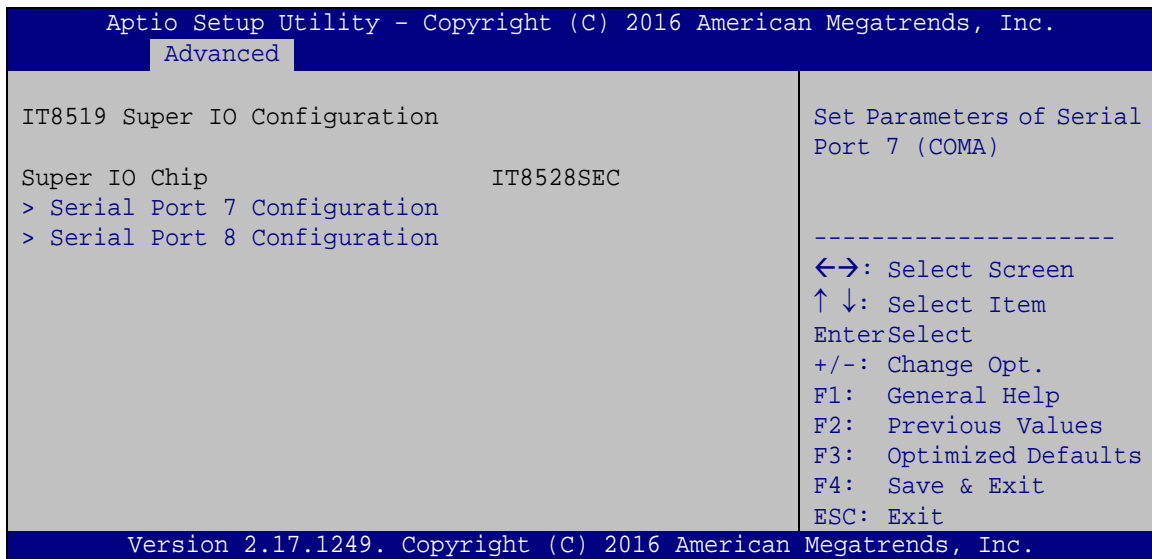 Aptio Setup Utility – Copyright (C) 2016 American Megatrends, Inc.
Advanced
IT8519 Super IO Configuration
Super IO Chip IT8528SEC
> Serial Port 7 Configuration
> Serial Port 8 Configuration
Set Parameters of Serial
Port 7 (COMA)
---------------------
←→: Select Screen
↑ ↓: Select Item
EnterSelect
+/-: Change Opt.
F1: General Help
F2: Previous Values
F3: Optimized Defaults
F4: Save & Exit
ESC: Exit
Version 2.17.1249. Copyright (C) 2016 American Megatrends, Inc.